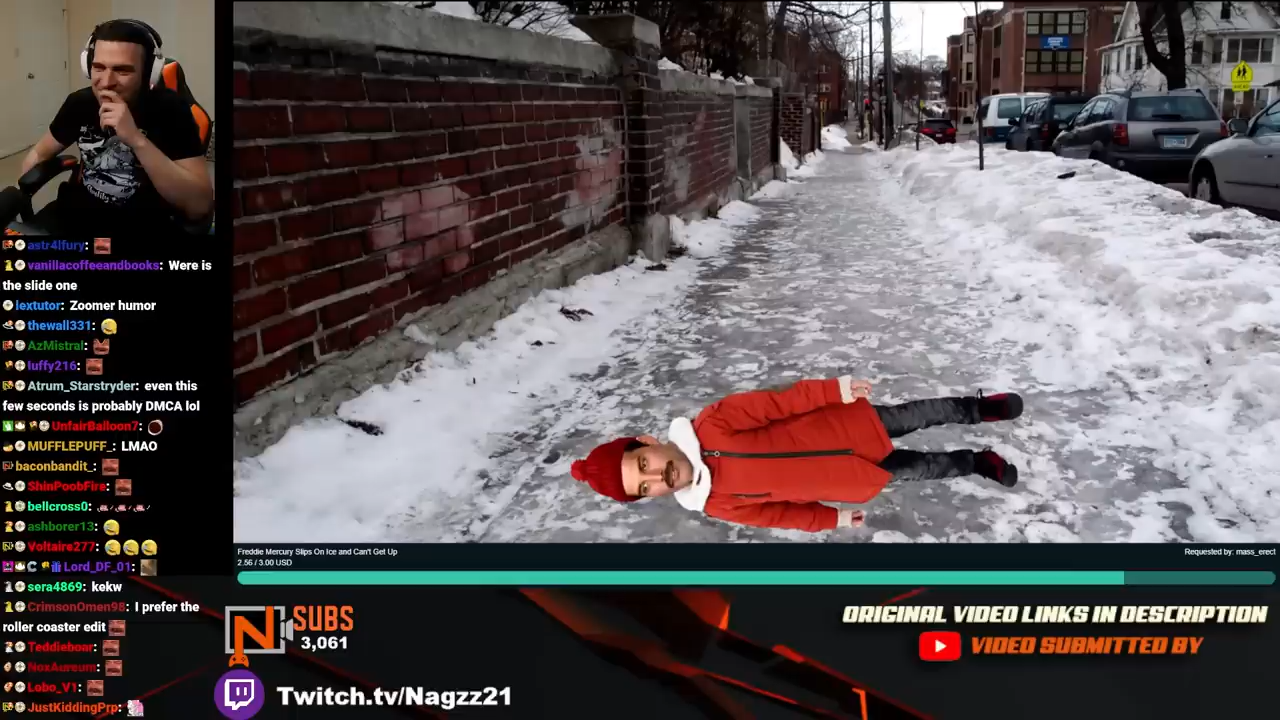 astr4lfury:
vanillacoffeeandbooks: Were is
the slide one
lextutor: Zoomer humor
thewall331:
AzMistral:
luffy216:
Atrum_Starstryder: even this
few seconds is probably DMCA lol
UnfairBalloon7:
MUFFLEPUFF_: LMAO
baconbandit_:
ShinPoobFire:
bellcross0:
ashborer13:
Voltaire277:
Lord_DF_01:
sera4869: kekw
CrimsonOmen98: I prefer the
roller coaster edit
Teddieboar:
NoxAureum:
Lobo_V1:
JustKiddingPrp:
Freddie Mercury Slips On Ice and Can't Get Up
2.56 / 3.00 USD
Requested by: mass_erect
N SUBS
3,061
Twitch.tv/Nagzz21
ORIGINAL VIDEO LINKS IN DESCRIPTION
VIDEO SUBMITTED BY